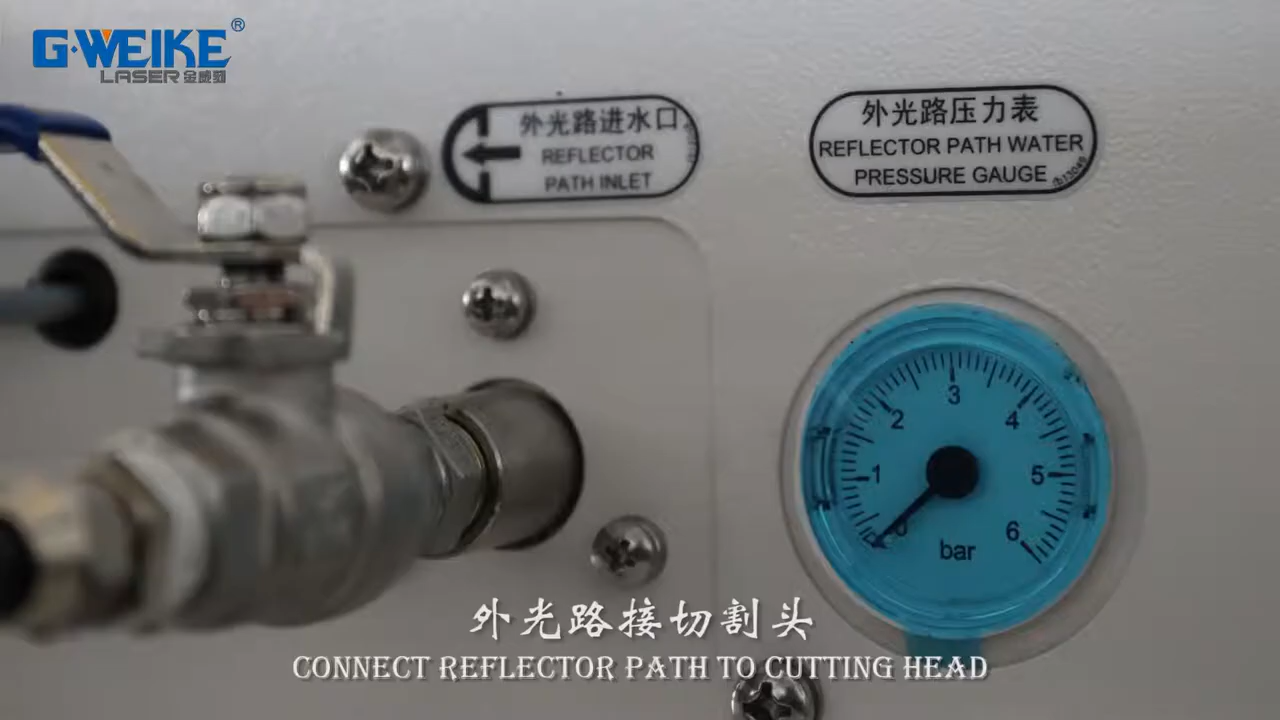 G·WEIKE®
LASER 金威刻
外光路进水口
REFLECTOR
PATH INLET
外光路压力表
REFLECTOR PATH WATER
PRESSURE GAUGE
0
1
2
3
4
5
6
bar
外光路接切割头
CONNECT REFLECTOR PATH TO CUTTING HEAD